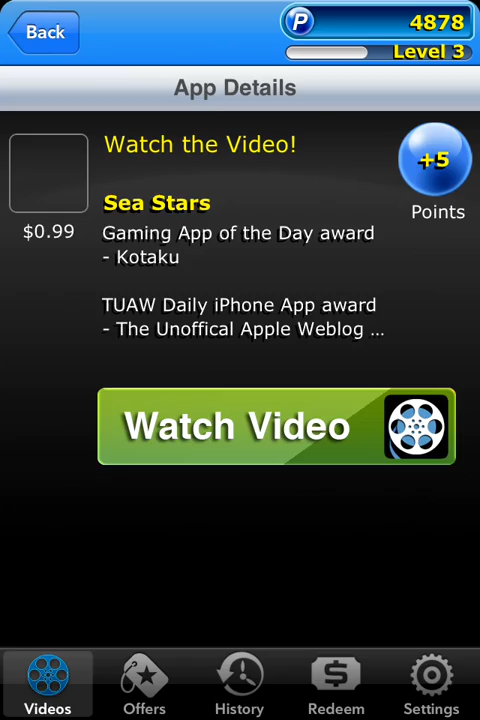 Back
P 4878
Level 3
App Details
Watch the Video!
+5
Points
$0.99
Sea Stars
Gaming App of the Day award
- Kotaku
TUAW Daily iPhone App award
- The Unoffical Apple Weblog ...
Watch Video
Videos Offers History Redeem Settings